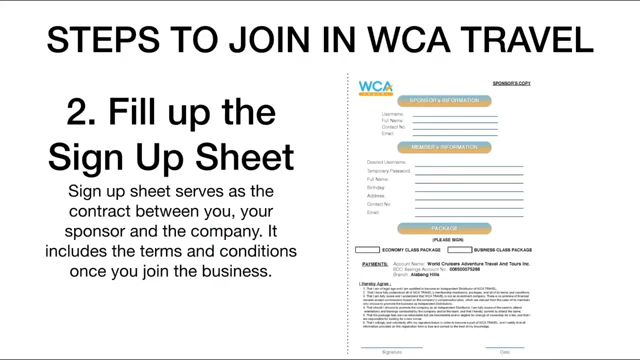 STEPS TO JOIN IN WCA TRAVEL
2. Fill up the
Sign Up Sheet
Sign up sheet serves as the
contract between you, your
sponsor and the company. It
includes the terms and conditions
once you join the business.
WCA
TRAVEL
SPONSOR'S COPY
SPONSOR'S INFORMATION
Username:
Full Name:
Contact No:
Email:
MEMBER's INFORMATION
Desired Username:
Temporary Password:
Full Name:
Birthday:
Address:
Contact No:
Email:
PACKAGE
(PLEASE SIGN)
ECONOMY CLASS PACKAGE
BUSINESS CLASS PACKAGE
PAYMENTS: Account Name: World Cruisers Adventure Travel And Tours Inc.
BDO Savings Account No:
Branch: Alabang Hills
I Hereby Agree :
Signature
Date